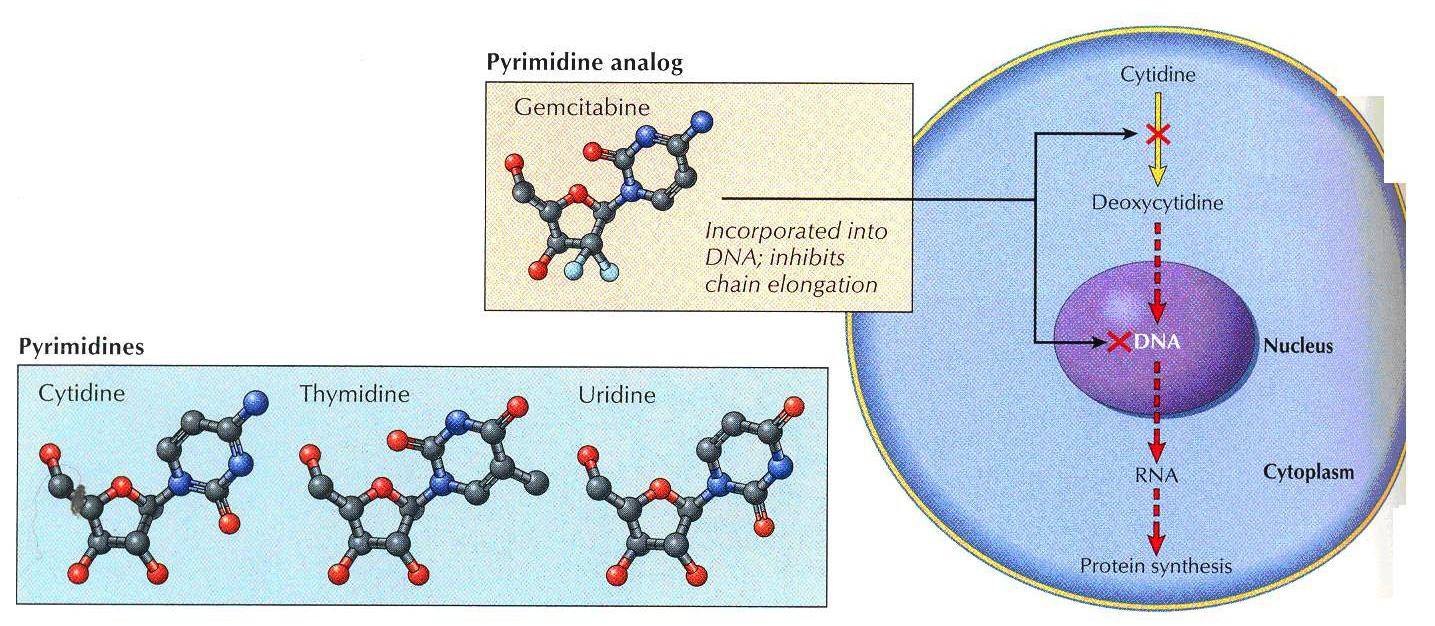 Pyrimidine analog
Gemcitabine
Incorporated into
DNA; inhibits
chain elongation
Pyrimidines
Cytidine
Thymidine
Uridine
Cytidine
Deoxycytidine
DNA
Nucleus
RNA
Cytoplasm
Protein synthesis